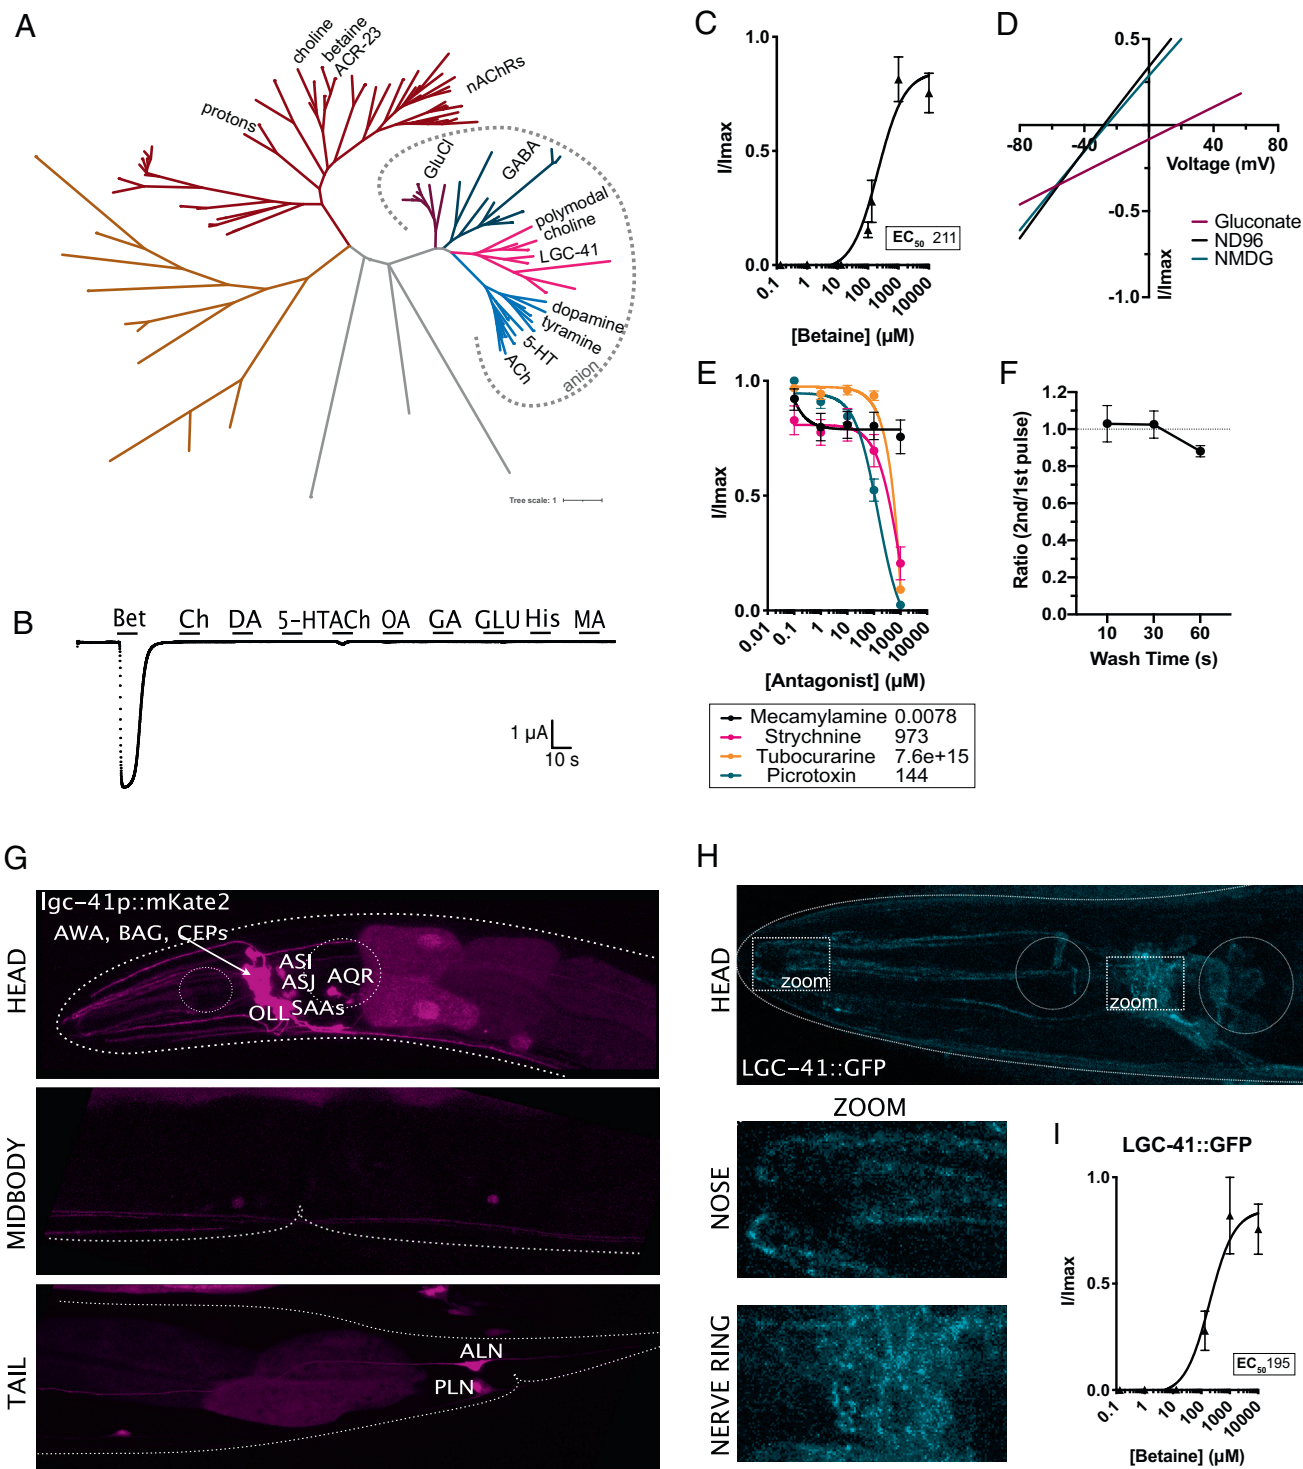 A
choline
betaine
ACR-23
nAChRs
protons
GluCl
GABA
polymodal
choline
LGC-41
dopamine
tyramine
5-HT
ACh
anion
Tree scale: 1
B
Bet Ch DA 5-HTACh OA GA GLU His MA
1 µA
10 s
C
1.0
0.5
0.0
I/Imax
EC50 211
0.1 1 10 100 1000 10000
[Betaine] (µM)
D
0.5
-80 -40 0 40 80
Voltage (mV)
-0.5
-1.0
I/Imax
Gluconate
ND96
NMDG
E
1.0
0.5
0.0
I/Imax
0.01 0.1 1 10 100 1000 10000
[Antagonist] (µM)
Mecamylamine 0.0078
Strychnine 973
Tubocurarine 7.6e+15
Picrotoxin 144
F
1.2
1.0
0.8
0.6
0.4
0.2
0.0
Ratio (2nd/1st pulse)
10 30 60
Wash Time (s)
G
lgc-41p::mKate2
AWA, BAG, CEPs
ASI
ASJ
AQR
SAAs
OLL
HEAD
MIDBODY
TAIL
ALN
PLN
H
HEAD
zoom
zoom
LGC-41::GFP
ZOOM
NOSE
NERVE RING
I
LGC-41::GFP
1.0
0.5
0.0
I/Imax
EC50 195
0.1 1 10 100 1000 10000
[Betaine] (µM)